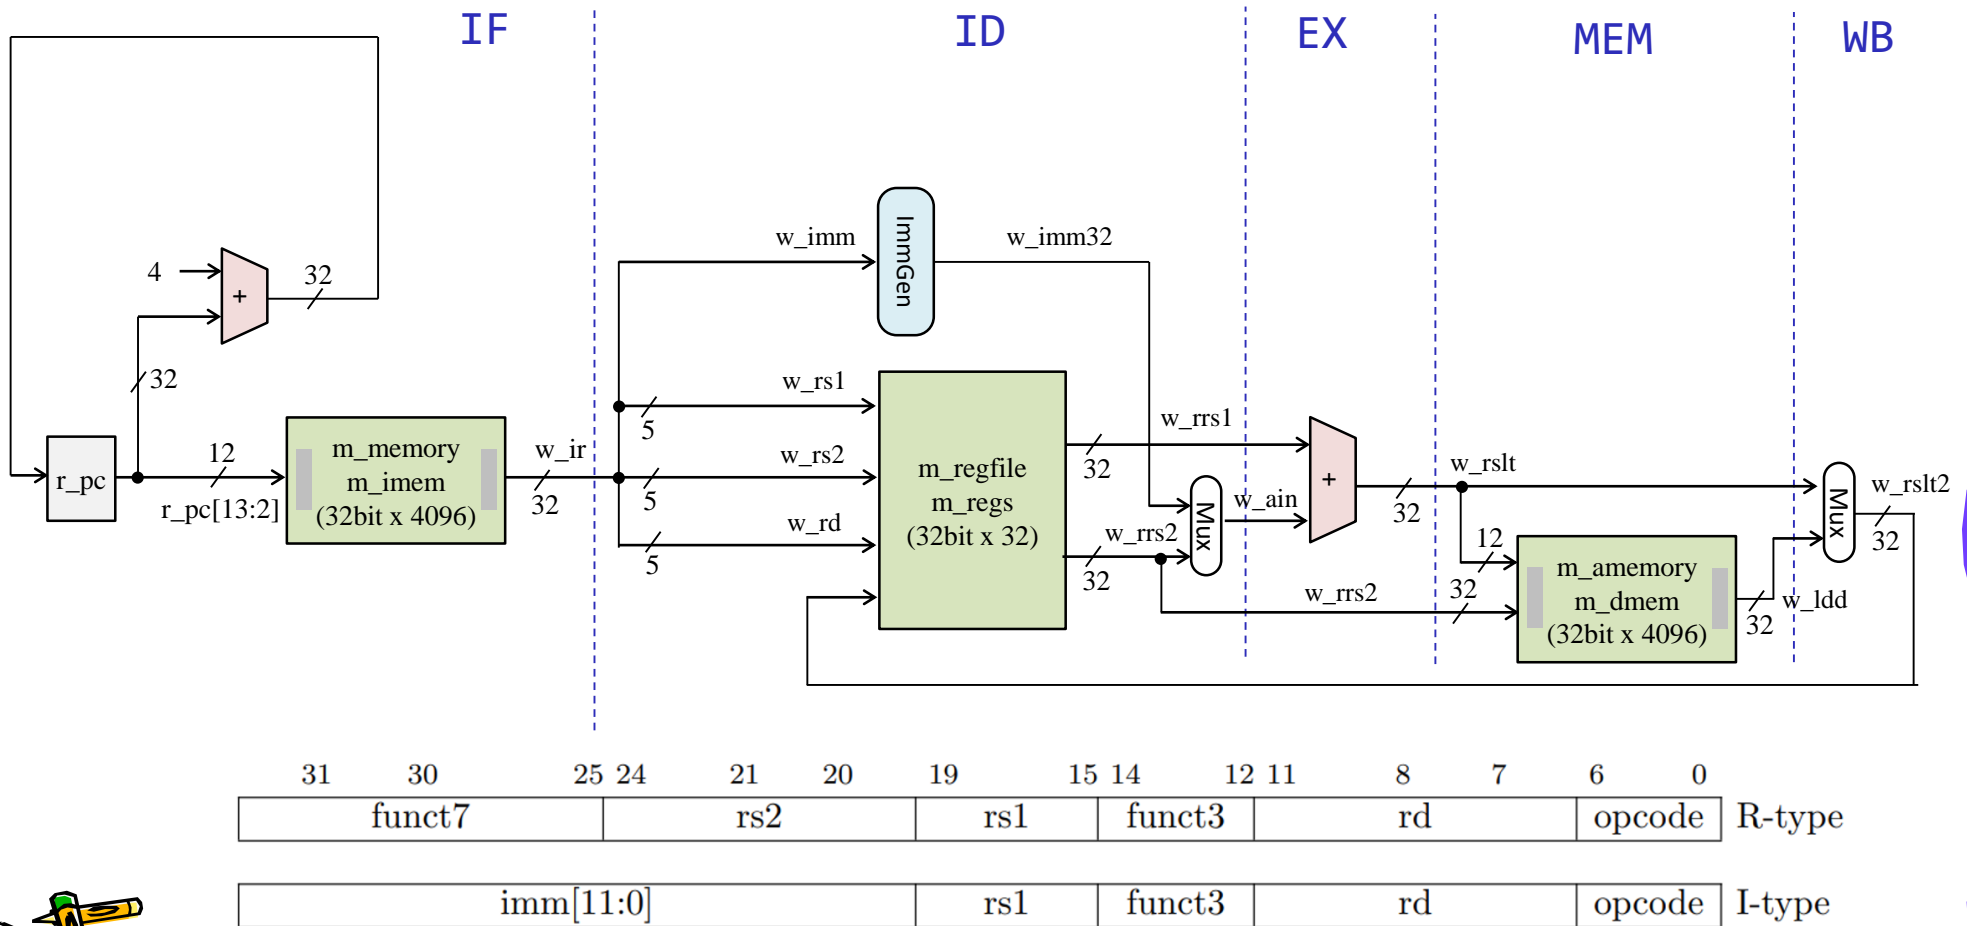 IF
ID
EX
MEM
WB
4
+
32
32
r_pc
12
r_pc[13:2]
m_memory
m_imem
(32bit x 4096)
w_ir
32
w_imm
ImmGen
w_imm32
w_rs1
5
w_rs2
5
w_rd
5
m_regfile
m_regs
(32bit x 32)
w_rrs1
32
w_rrs2
32
Mux
w_ain
w_rrs2
+
32
w_rslt
12
32
m_amemory
m_dmem
(32bit x 4096)
32
w_ldd
Mux
w_rslt2
32
31 30 25 24 21 20 19 15 14 12 11 8 7 6 0
funct7 rs2 rs1 funct3 rd opcode R-type
imm[11:0] rs1 funct3 rd opcode I-type